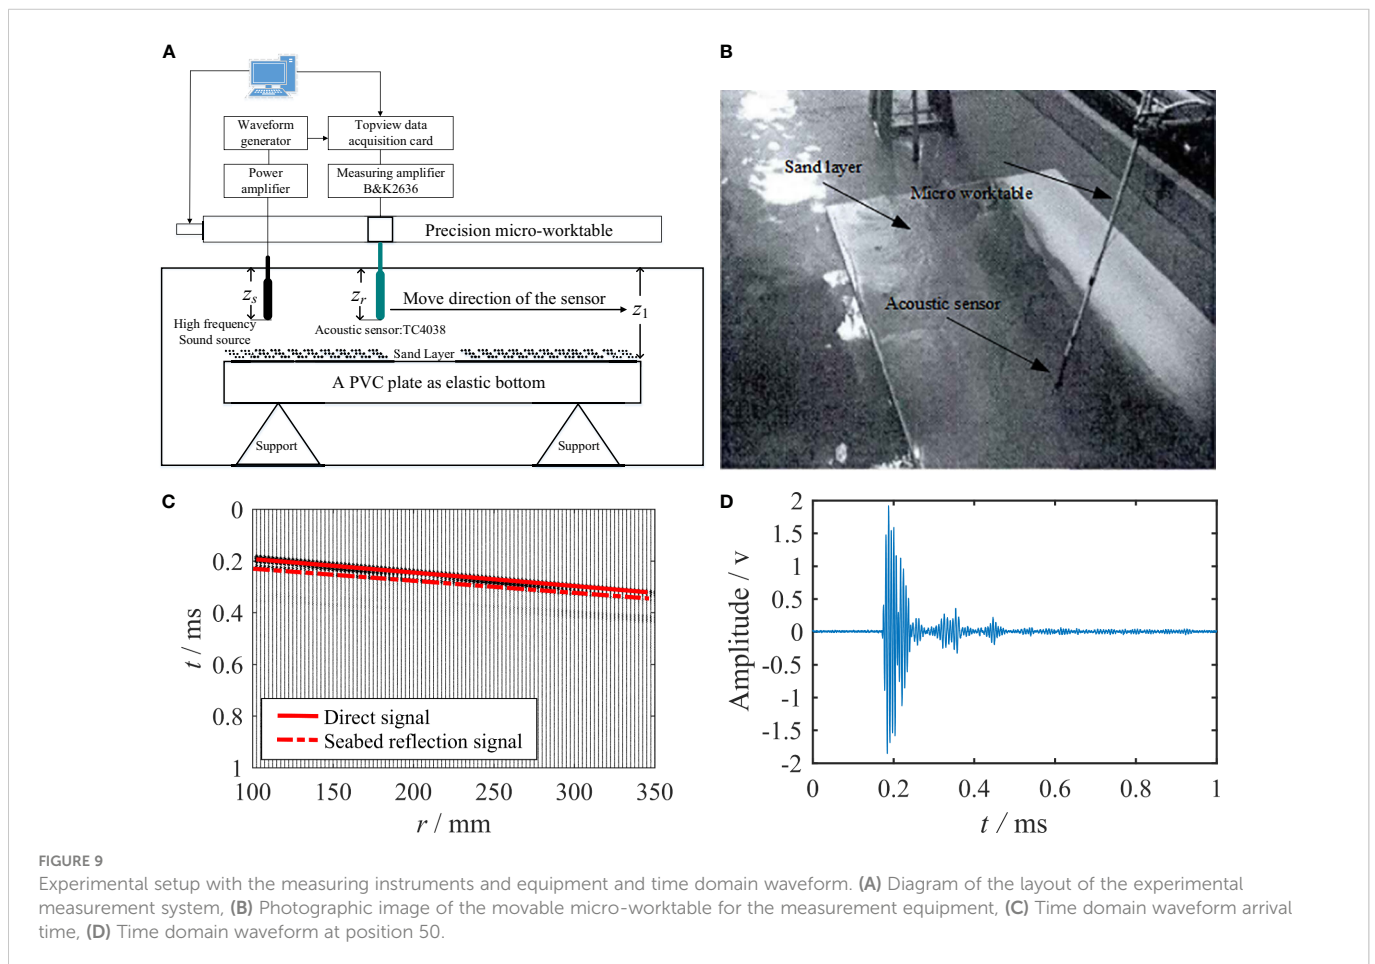 A
Waveform
generator
Topview data
acquisition card
Power
amplifier
Measuring amplifier
B&K2636
Precision micro-worktable
zs
zr
Move direction of the sensor
z1
High frequency
Sound source
Acoustic sensor:TC4038
Sand Layer
A PVC plate as elastic bottom
Support
Support
B
Sand layer
Micro worktable
Acoustic sensor
C
0
0.2
0.4
0.6
0.8
1
t / ms
Direct signal
Seabed reflection signal
100
150
200
250
300
350
r / mm
D
2
1.5
1
0.5
0
-0.5
-1
-1.5
-2
Amplitude / v
0
0.2
0.4
0.6
0.8
1
t / ms
FIGURE 9
Experimental setup with the measuring instruments and equipment and time domain waveform. (A) Diagram of the layout of the experimental
measurement system, (B) Photographic image of the movable micro-worktable for the measurement equipment, (C) Time domain waveform arrival
time, (D) Time domain waveform at position 50.